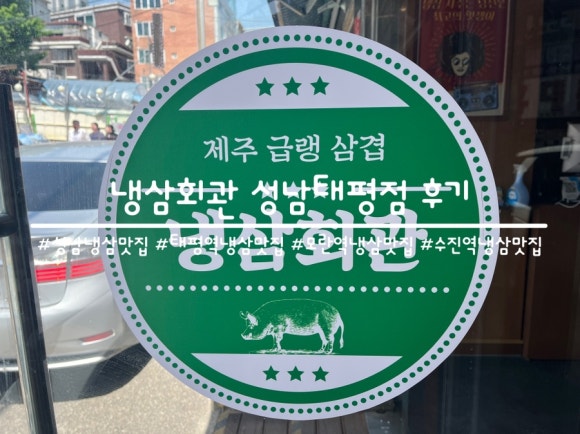 제주 급랭 삼겹
냉삼회관 성남태평점 후기
#성남냉삼맛집 #태평역냉삼맛집 #모란역냉삼맛집 #수진역냉삼맛집
냉삼회관